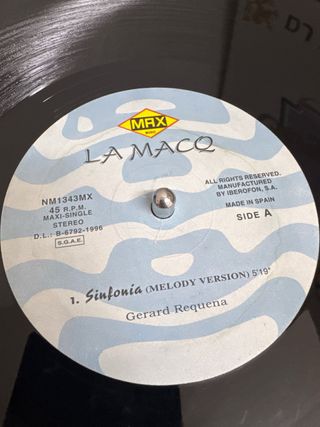 MAX
MUSIC
LA MACQ
NM1343MX
45 R.P.M.
MAXI-SINGLE
STEREO
D.L.: B-6792-1996
S.G.A.E.
ALL RIGHTS RESERVED.
MANUFACTURED
BY IBEROFON, S.A.
MADE IN SPAIN
SIDE A
1. Sinfonia (MELODY VERSION) 5'19"
Gerard Requena